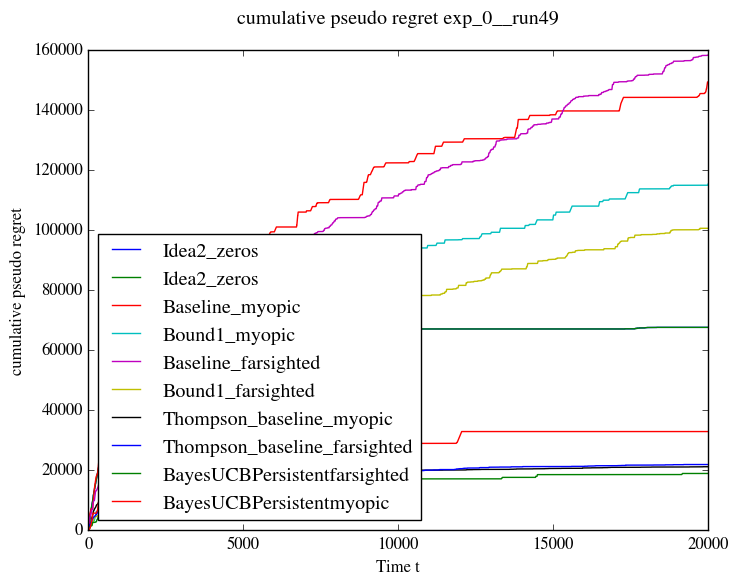 cumulative pseudo regret exp_0__run49
160000
140000
120000
100000
80000
60000
40000
20000
0
cumulative pseudo regret
Idea2_zeros
Idea2_zeros
Baseline_myopic
Bound1_myopic
Baseline_farsighted
Bound1_farsighted
Thompson_baseline_myopic
Thompson_baseline_farsighted
BayesUCBPersistentfarsighted
BayesUCBPersistentmyopic
0 5000 10000 15000 20000
Time t